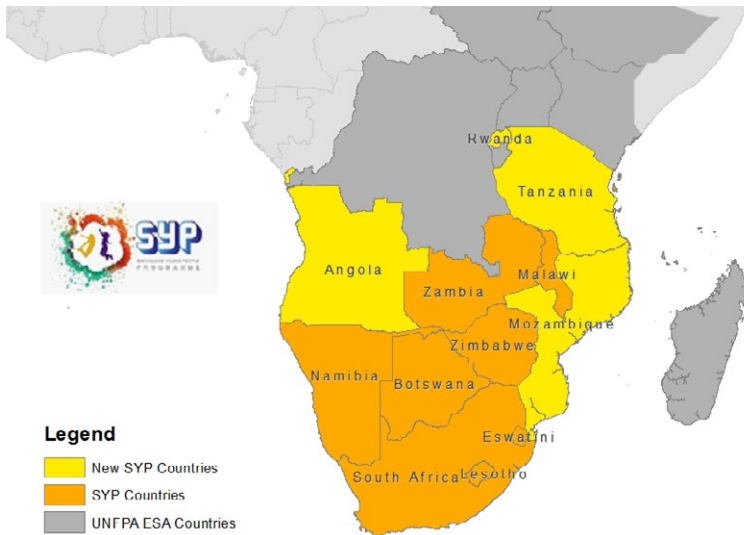 Rwanda
Tanzania
Angola
Malawi
Zambia
Mozambique
Zimbabwe
Namibia
Botswana
Eswatini
South Africa
Lesotho
SYP
PROGRAMME
Legend
New SYP Countries
SYP Countries
UNFPA ESA Countries